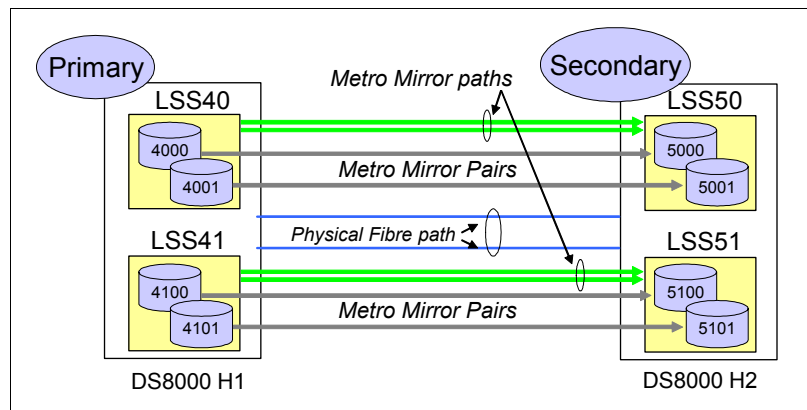 Primary
Secondary
Metro Mirror paths
LSS40
LSS50
4000
4001
5000
5001
Metro Mirror Pairs
Physical Fibre path
LSS41
LSS51
4100
4101
5100
5101
Metro Mirror Pairs
DS8000 H1
DS8000 H2